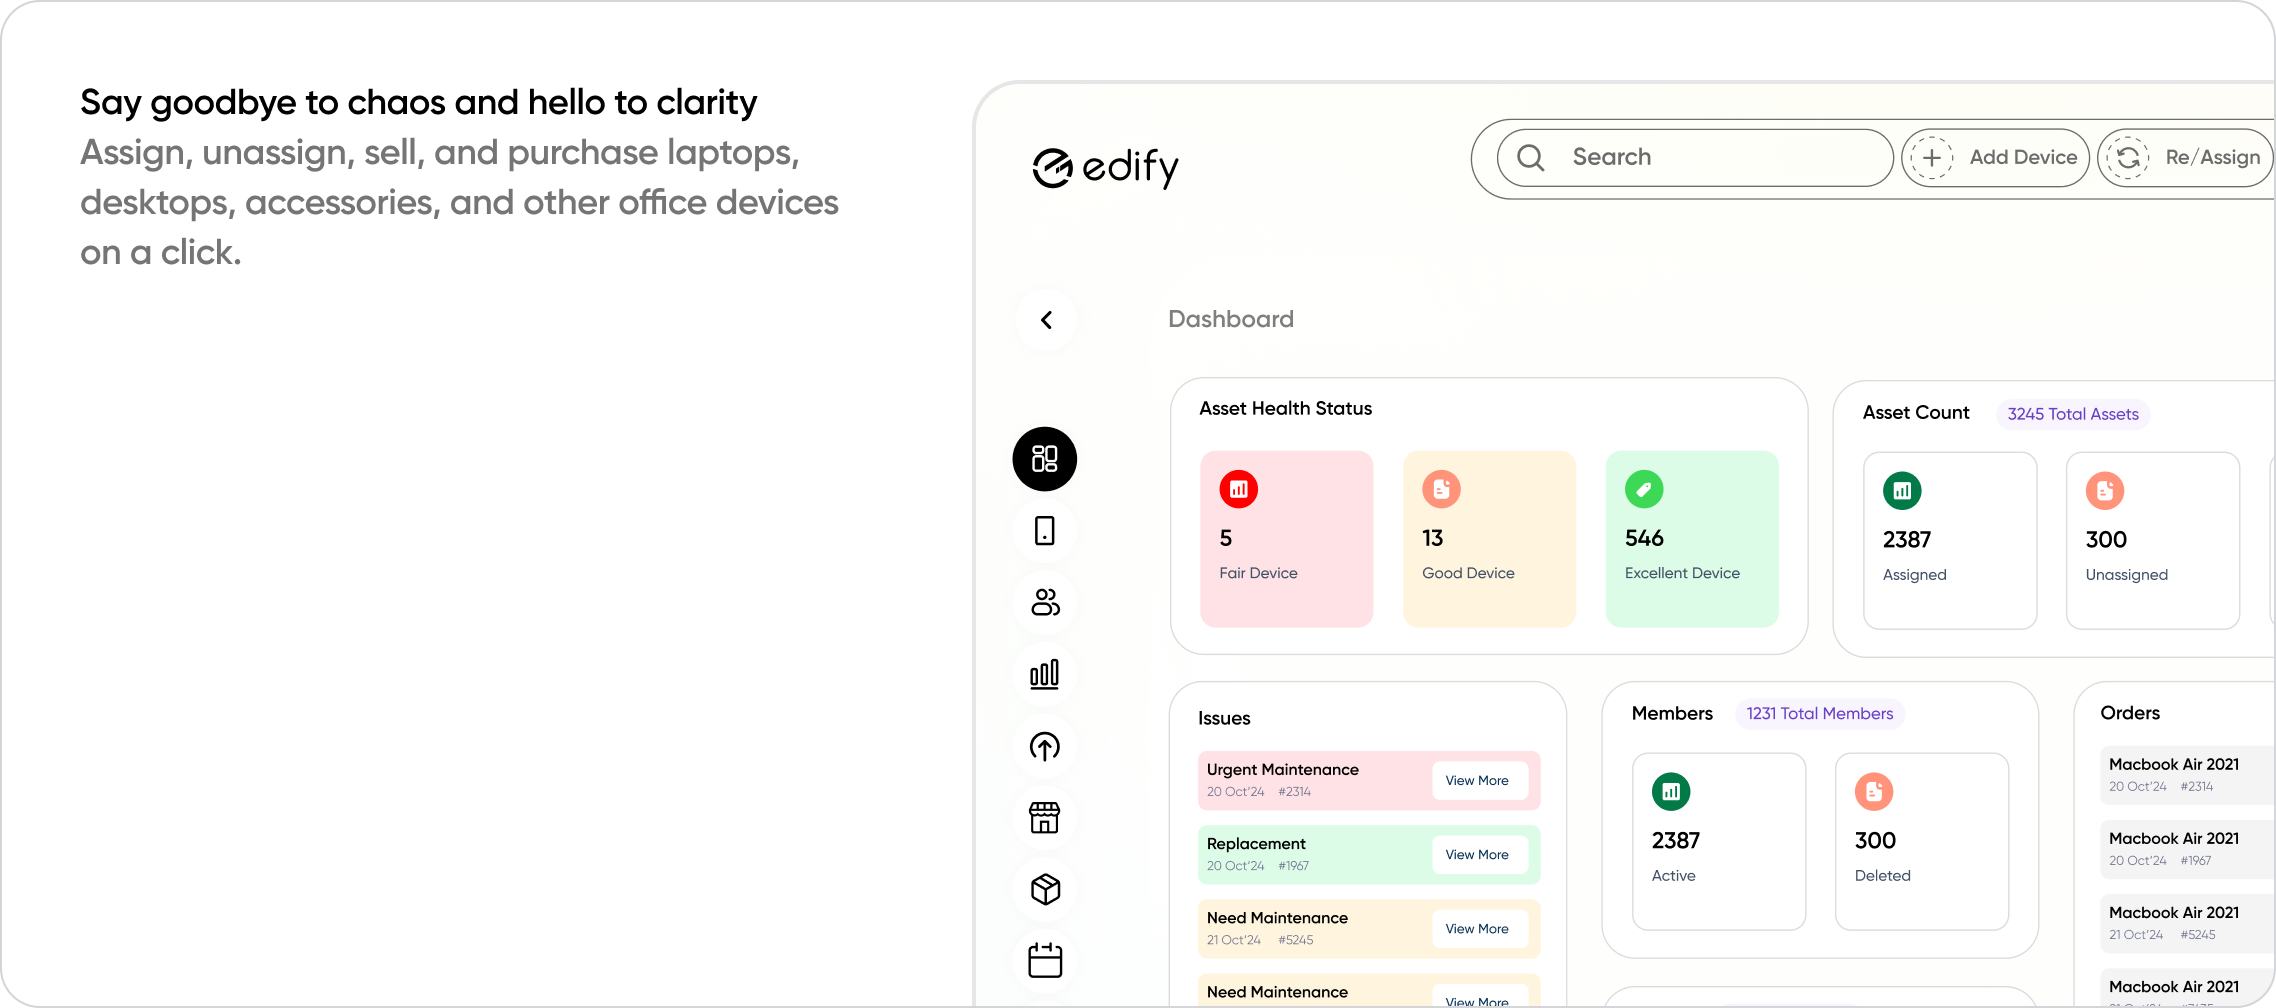 Say goodbye to chaos and hello to clarity
Assign, unassign, sell, and purchase laptops,
desktops, accessories, and other office devices
on a click.
edify
Search
Add Device
Re/Assign
Dashboard
Asset Health Status
5
Fair Device
13
Good Device
546
Excellent Device
Asset Count
3245 Total Assets
2387
Assigned
300
Unassigned
Issues
Urgent Maintenance
20 Oct'24 #2314
View More
Replacement
20 Oct'24 #1967
View More
Need Maintenance
21 Oct'24 #5245
View More
Need Maintenance
View More
Members
1231 Total Members
2387
Active
300
Deleted
Orders
Macbook Air 2021
20 Oct'24 #2314
Macbook Air 2021
20 Oct'24 #1967
Macbook Air 2021
21 Oct'24 #5245
Macbook Air 2021